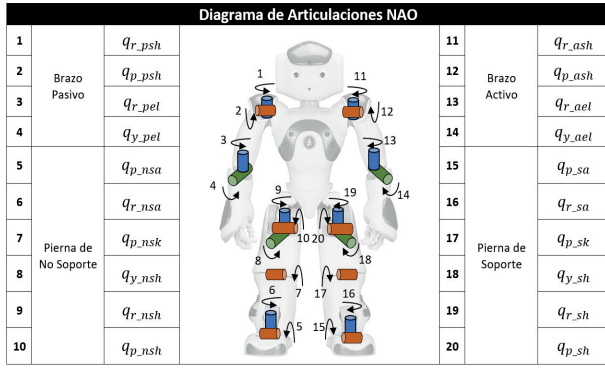 Diagrama de Articulaciones NAO
1 q_{r_psh}
2 q_{p_psh}
3 q_{r_pel}
4 q_{y_pel}
Brazo
Pasivo
5 q_{p_nsa}
6 q_{r_nsa}
7 q_{p_nsk}
8 q_{y_nsh}
9 q_{r_nsh}
10 q_{p_nsh}
Pierna de
No Soporte
1 11
2 12
3 13
4 14
9 19
10 20
8 18
7 17
6 16
5 15
11 q_{r_ash}
12 q_{p_ash}
13 q_{r_ael}
14 q_{y_ael}
Brazo
Activo
15 q_{p_sa}
16 q_{r_sa}
17 q_{p_sk}
18 q_{y_sh}
19 q_{r_sh}
20 q_{p_sh}
Pierna de
Soporte